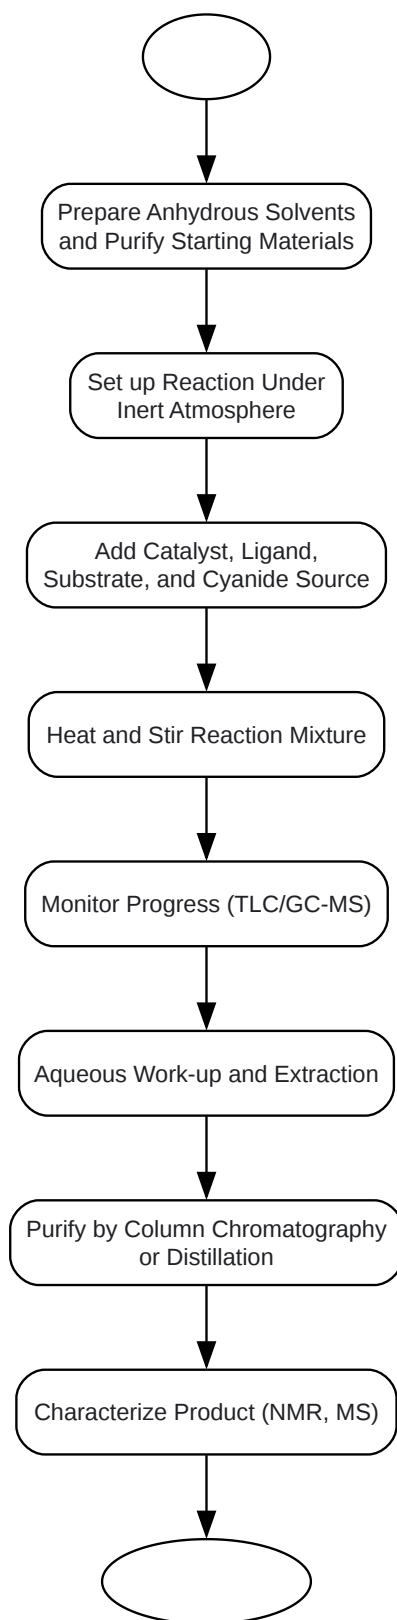 Prepare Anhydrous Solvents
and Purify Starting Materials
Set up Reaction Under
Inert Atmosphere
Add Catalyst, Ligand,
Substrate, and Cyanide Source
Heat and Stir Reaction Mixture
Monitor Progress (TLC/GC-MS)
Aqueous Work-up and Extraction
Purify by Column Chromatography
or Distillation
Characterize Product (NMR, MS)